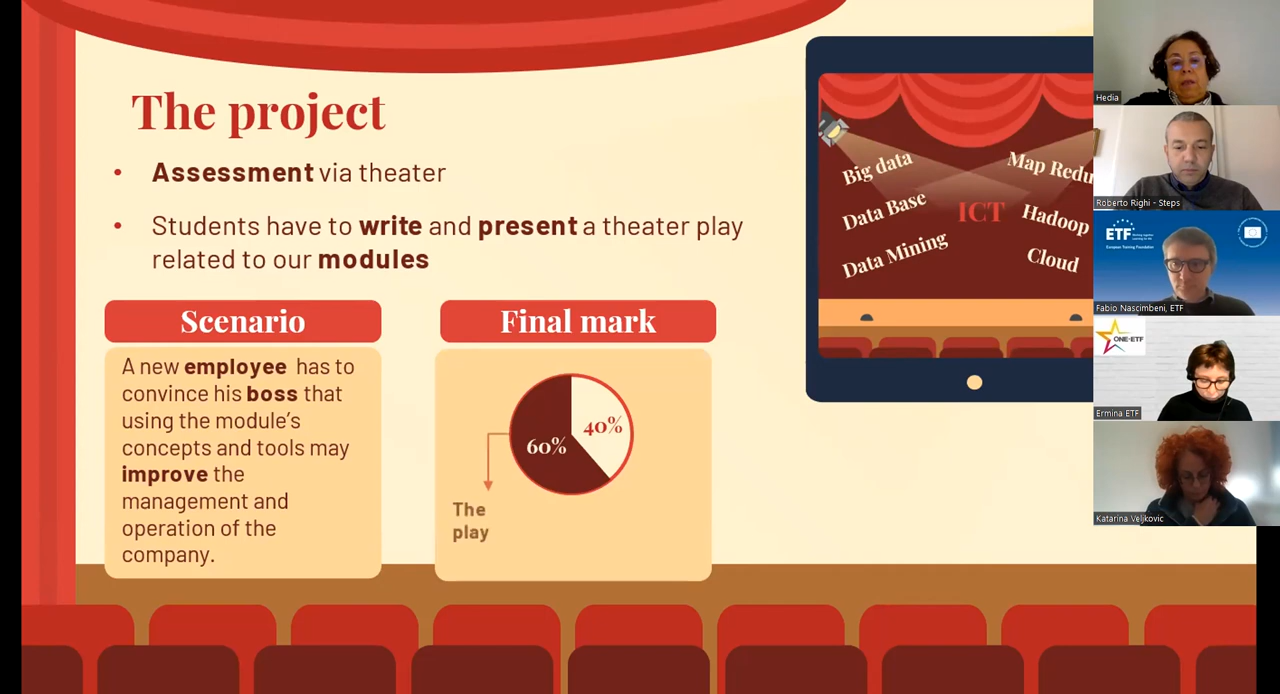 The project
• Assessment via theater
• Students have to write and present a theater play
related to our modules
Scenario
A new employee has to
convince his boss that
using the module's
concepts and tools may
improve the
management and
operation of the
company.
Final mark
60%
40%
The
play
Big data
Data Base
Data Mining
ICT
Map Redu
Hadoop
Cloud
Hedia
Roberto Righi - Steps
ETF
European Training Foundation
Fabio Nascimbeni, ETF
ONE-ETF
Ermina ETF
Katarina Veljkovic